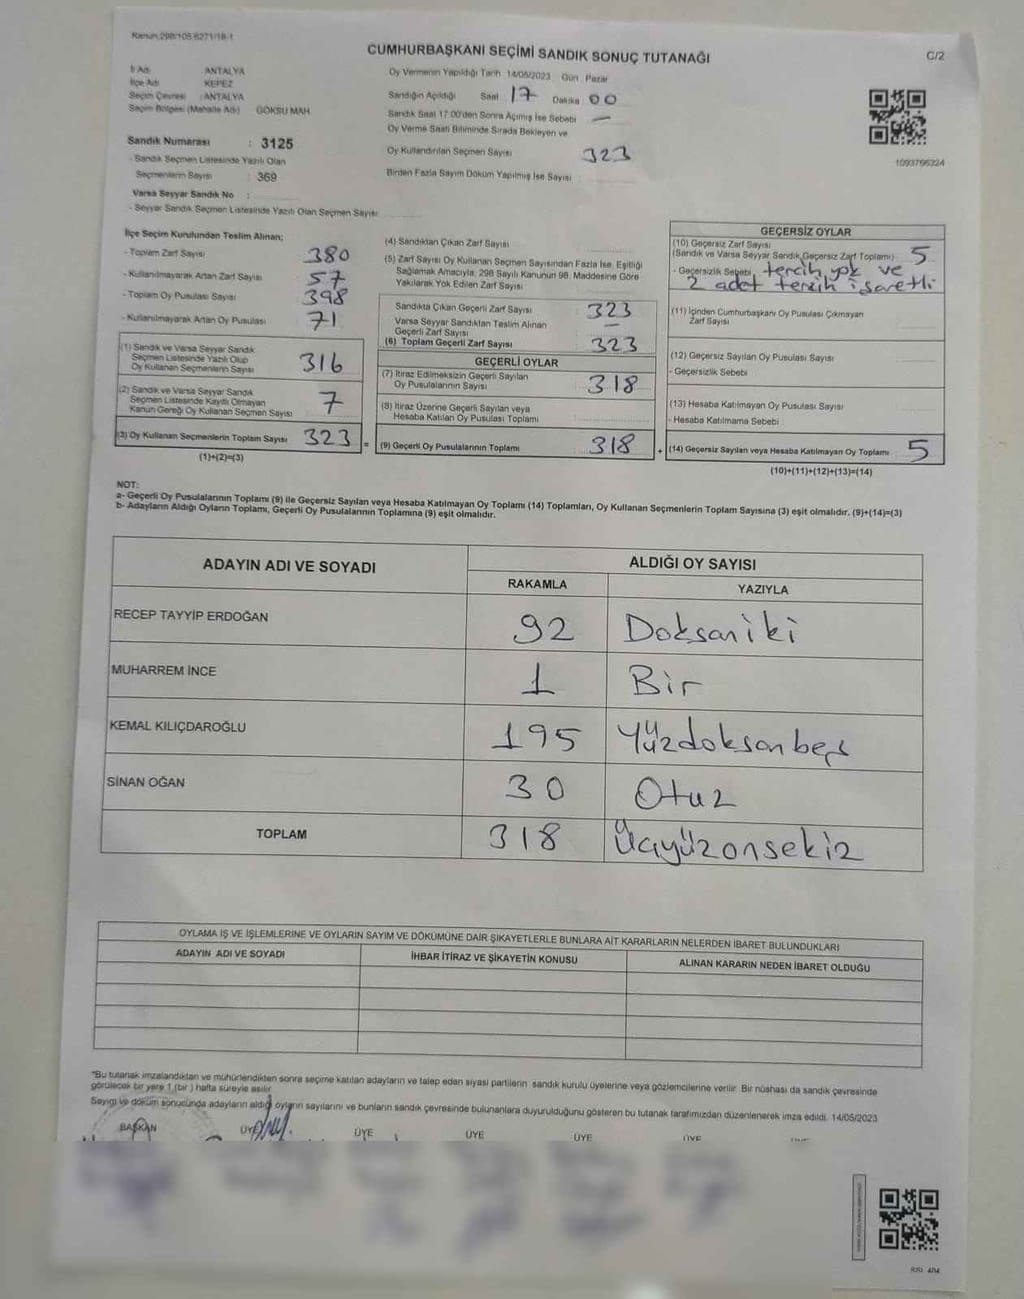 Kanun 298/105 6271/18-1
CUMHURBAŞKANI SEÇİMİ SANDIK SONUÇ TUTANAĞI
C/2
İl Adı ANTALYA
İlçe Adı KEPEZ
Seçim Çevresi : ANTALYA
Seçim Bölgesi (Mahalle Adı) GÖKSU MAH.
Sandık Numarası : 3125
- Sandık Seçmen Listesinde Yazılı Olan
Seçmenlerin Sayısı : 369
Varsa Seyyar Sandık No :
- Seyyar Sandık Seçmen Listesinde Yazılı Olan Seçmen Sayısı
Oy Vermenin Yapıldığı Tarih 14/05/2023 Gün Pazar
Sandığın Açıldığı Saat 17 Dakika 00
Sandık Saat 17:00'den Sonra Açılmış İse Sebebi —
Oy Verme Saati Bitiminde Sırada Bekleyen ve
Oy Kullandırılan Seçmen Sayısı 323
Birden Fazla Sayım Döküm Yapılmış İse Sayısı :
1093766324
İlçe Seçim Kurulundan Teslim Alınan;
- Toplam Zarf Sayısı 380
- Kullanılmayarak Artan Zarf Sayısı 57
- Toplam Oy Pusulası Sayısı 398
- Kullanılmayarak Artan Oy Pusulası 71
(1) Sandık ve Varsa Seyyar Sandık
Seçmen Listesinde Yazılı Olup
Oy Kullanan Seçmenlerin Sayısı 316
(2) Sandık ve Varsa Seyyar Sandık
Seçmen Listesinde Kayıtlı Olmayan
Kanun Gereği Oy Kullanan Seçmen Sayısı 7
(3) Oy Kullanan Seçmenlerin Toplam Sayısı 323 =
(1)+(2)=(3)
(4) Sandıktan Çıkan Zarf Sayısı
(5) Zarf Sayısı Oy Kullanan Seçmen Sayısından Fazla İse, Eşitliği
Sağlamak Amacıyla, 298 Sayılı Kanunun 98. Maddesine Göre
Yakılarak Yok Edilen Zarf Sayısı
Sandıkta Çıkan Geçerli Zarf Sayısı : 323
Varsa Seyyar Sandıktan Teslim Alınan
Geçerli Zarf Sayısı —
(6) Toplam Geçerli Zarf Sayısı 323
GEÇERLİ OYLAR
(7) İtiraz Edilmeksizin Geçerli Sayılan
Oy Pusulalarının Sayısı 318
(8) İtiraz Üzerine Geçerli Sayılan veya
Hesaba Katılan Oy Pusulası Toplamı
(9) Geçerli Oy Pusulalarının Toplamı 318 +
GEÇERSİZ OYLAR
(10) Geçersiz Zarf Sayısı
(Sandık ve Varsa Seyyar Sandık Geçersiz Zarf Toplamı) : 5
- Geçersizlik Sebebi tercih yok ve
2 adet tercih işaretli
(11) İçinden Cumhurbaşkanı Oy Pusulası Çıkmayan
Zarf Sayısı
(12) Geçersiz Sayılan Oy Pusulası Sayısı
- Geçersizlik Sebebi
(13) Hesaba Katılmayan Oy Pusulası Sayısı
- Hesaba Katılmama Sebebi
(14) Geçersiz Sayılan veya Hesaba Katılmayan Oy Toplamı 5
(10)+(11)+(12)+(13)=(14)
NOT:
a- Geçerli Oy Pusulalarının Toplamı (9) ile Geçersiz Sayılan veya Hesaba Katılmayan Oy Toplamı (14) Toplamları, Oy Kullanan Seçmenlerin Toplam Sayısına (3) eşit olmalıdır. (9)+(14)=(3)
b- Adayların Aldığı Oyların Toplamı, Geçerli Oy Pusulalarının Toplamına (9) eşit olmalıdır.
ADAYIN ADI VE SOYADI
ALDIĞI OY SAYISI
RAKAMLA YAZIYLA
RECEP TAYYİP ERDOĞAN 92 Doksaniki
MUHARREM İNCE 1 Bir
KEMAL KILIÇDAROĞLU 195 Yüzdoksanbeş
SİNAN OĞAN 30 Otuz
TOPLAM 318 Üçyüzonsekiz
OYLAMA İŞ VE İŞLEMLERİNE VE OYLARIN SAYIM VE DÖKÜMÜNE DAİR ŞİKAYETLERLE BUNLARA AİT KARARLARIN NELERDEN İBARET BULUNDUKLARI
ADAYIN ADI VE SOYADI İHBAR İTİRAZ VE ŞİKAYETİN KONUSU ALINAN KARARIN NEDEN İBARET OLDUĞU
"Bu tutanak imzalandıktan ve mühürlendikten sonra seçime katılan adayların ve talep eden siyasi partilerin sandık kurulu üyelerine veya gözlemcilerine verilir. Bir nüshası da sandık çevresinde
görülecek bir yere 1 (bir ) hafta süreyle asılır.
Sayım ve döküm sonucunda adayların aldığı oyların sayılarını ve bunların sandık çevresinde bulunanlara duyurulduğunu gösteren bu tutanak tarafımızdan düzenlenerek imza edildi. 14/05/2023
BAŞKAN ÜYE ÜYE ÜYE ÜYE ÜYE